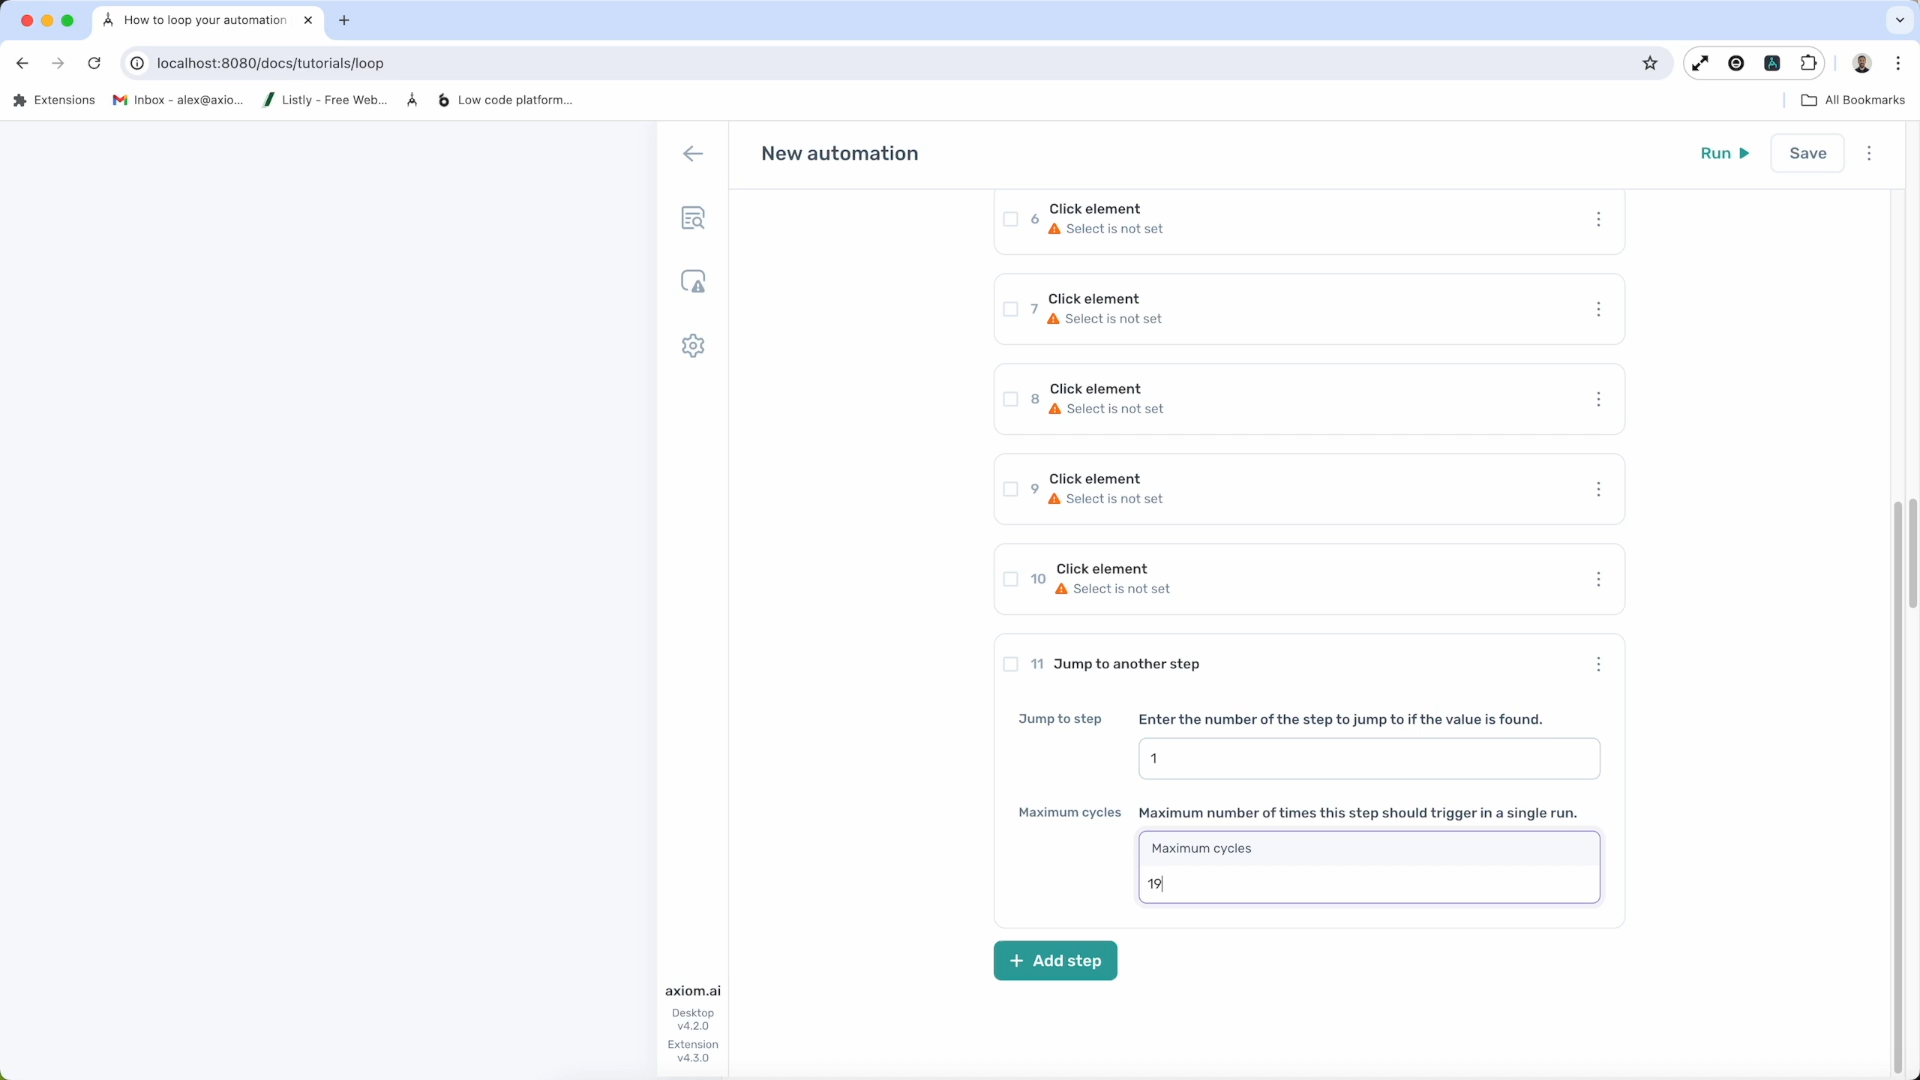 How to loop your automation
localhost:8080/docs/tutorials/loop
Extensions
Inbox - alex@axio...
Listly - Free Web...
Low code platform...
All Bookmarks
New automation
Run
Save
6 Click element
Select is not set
7 Click element
Select is not set
8 Click element
Select is not set
9 Click element
Select is not set
10 Click element
Select is not set
11 Jump to another step
Jump to step Enter the number of the step to jump to if the value is found.
1
Maximum cycles Maximum number of times this step should trigger in a single run.
Maximum cycles
19
+ Add step
axiom.ai
Desktop
v4.2.0
Extension
v4.3.0